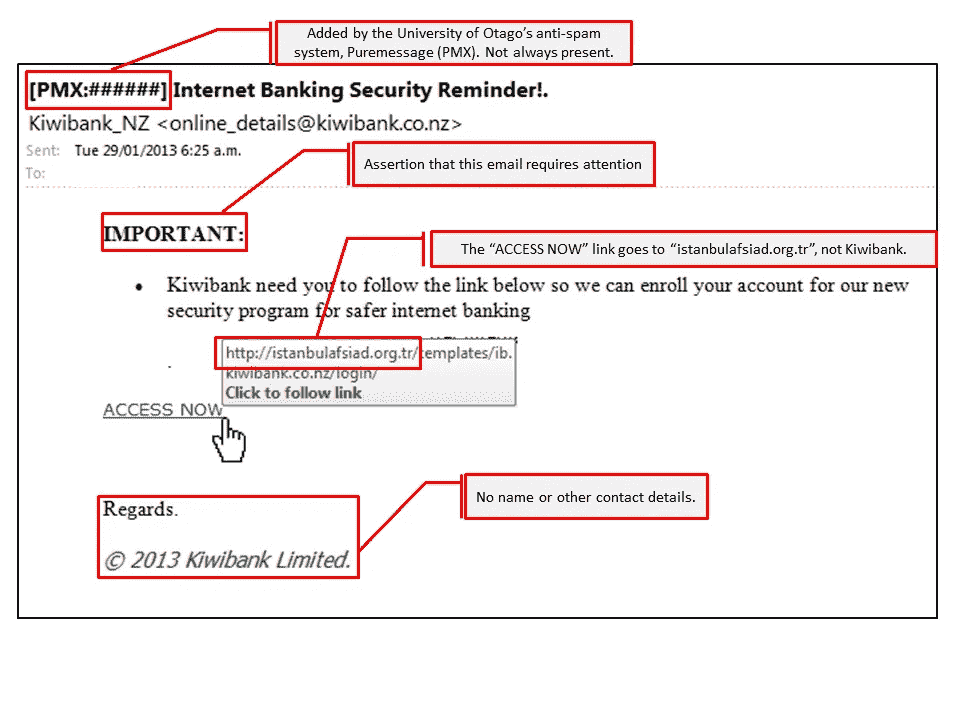 Added by the University of Otago's anti-spam
system, Puremessage (PMX). Not always present.
[PMX:######] Internet Banking Security Reminder!.
Kiwibank_NZ <online_details@kiwibank.co.nz>
Sent: Tue 29/01/2013 6:25 a.m.
Assertion that this email requires attention
To:
IMPORTANT:
The “ACCESS NOW” link goes to “istanbulafsiad.org.tr”, not Kiwibank.
• Kiwibank need you to follow the link below so we can enroll your account for our new
security program for safer internet banking
http://istanbulafsiad.org.tr/templates/ib.
kiwibank.co.nz/login/
Click to follow link
ACCESS NOW
No name or other contact details.
Regards.
© 2013 Kiwibank Limited.